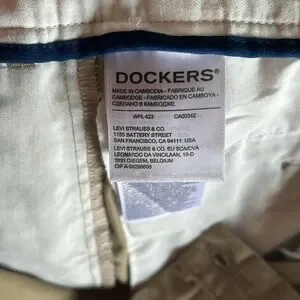 DOCKERS®
MADE IN CAMBODIA - FABRIQUE AU
CAMBODGE - FABRICADO EN CAMBOYA -
СДЕЛАНО В КАМБОДЖЕ
WPL 423 CA00342
LEVI STRAUSS & CO.
1155 BATTERY STREET
SAN FRANCISCO, CA 94111 USA
LEVI STRAUSS & CO. EU SCA/CVA
LEONARDO DA VINCILAAN, 19-D
1831 DIEGEM, BELGIUM